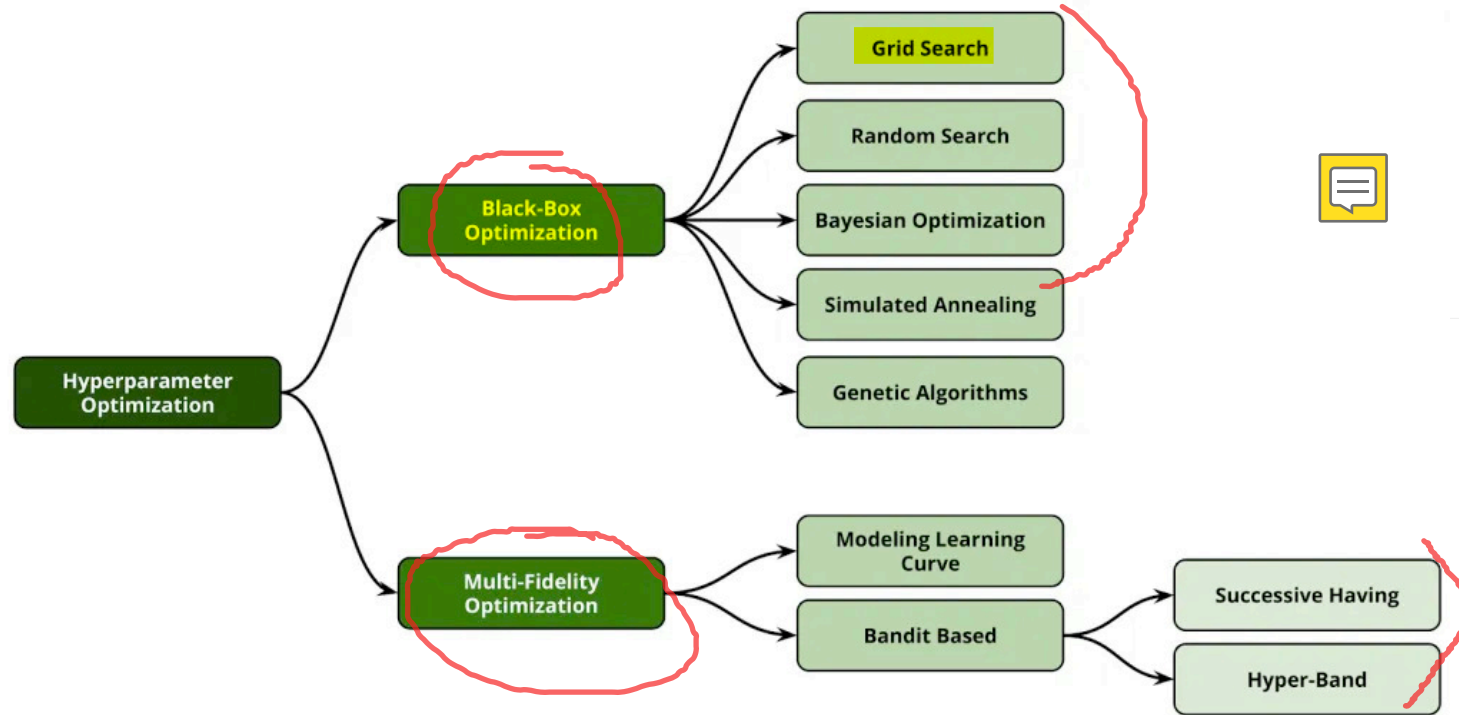 Grid Search
Random Search
Black-Box
Optimization
Bayesian Optimization
Simulated Annealing
Hyperparameter
Optimization
Genetic Algorithms
Modeling Learning
Curve
Multi-Fidelity
Optimization
Successive Having
Bandit Based
Hyper-Band